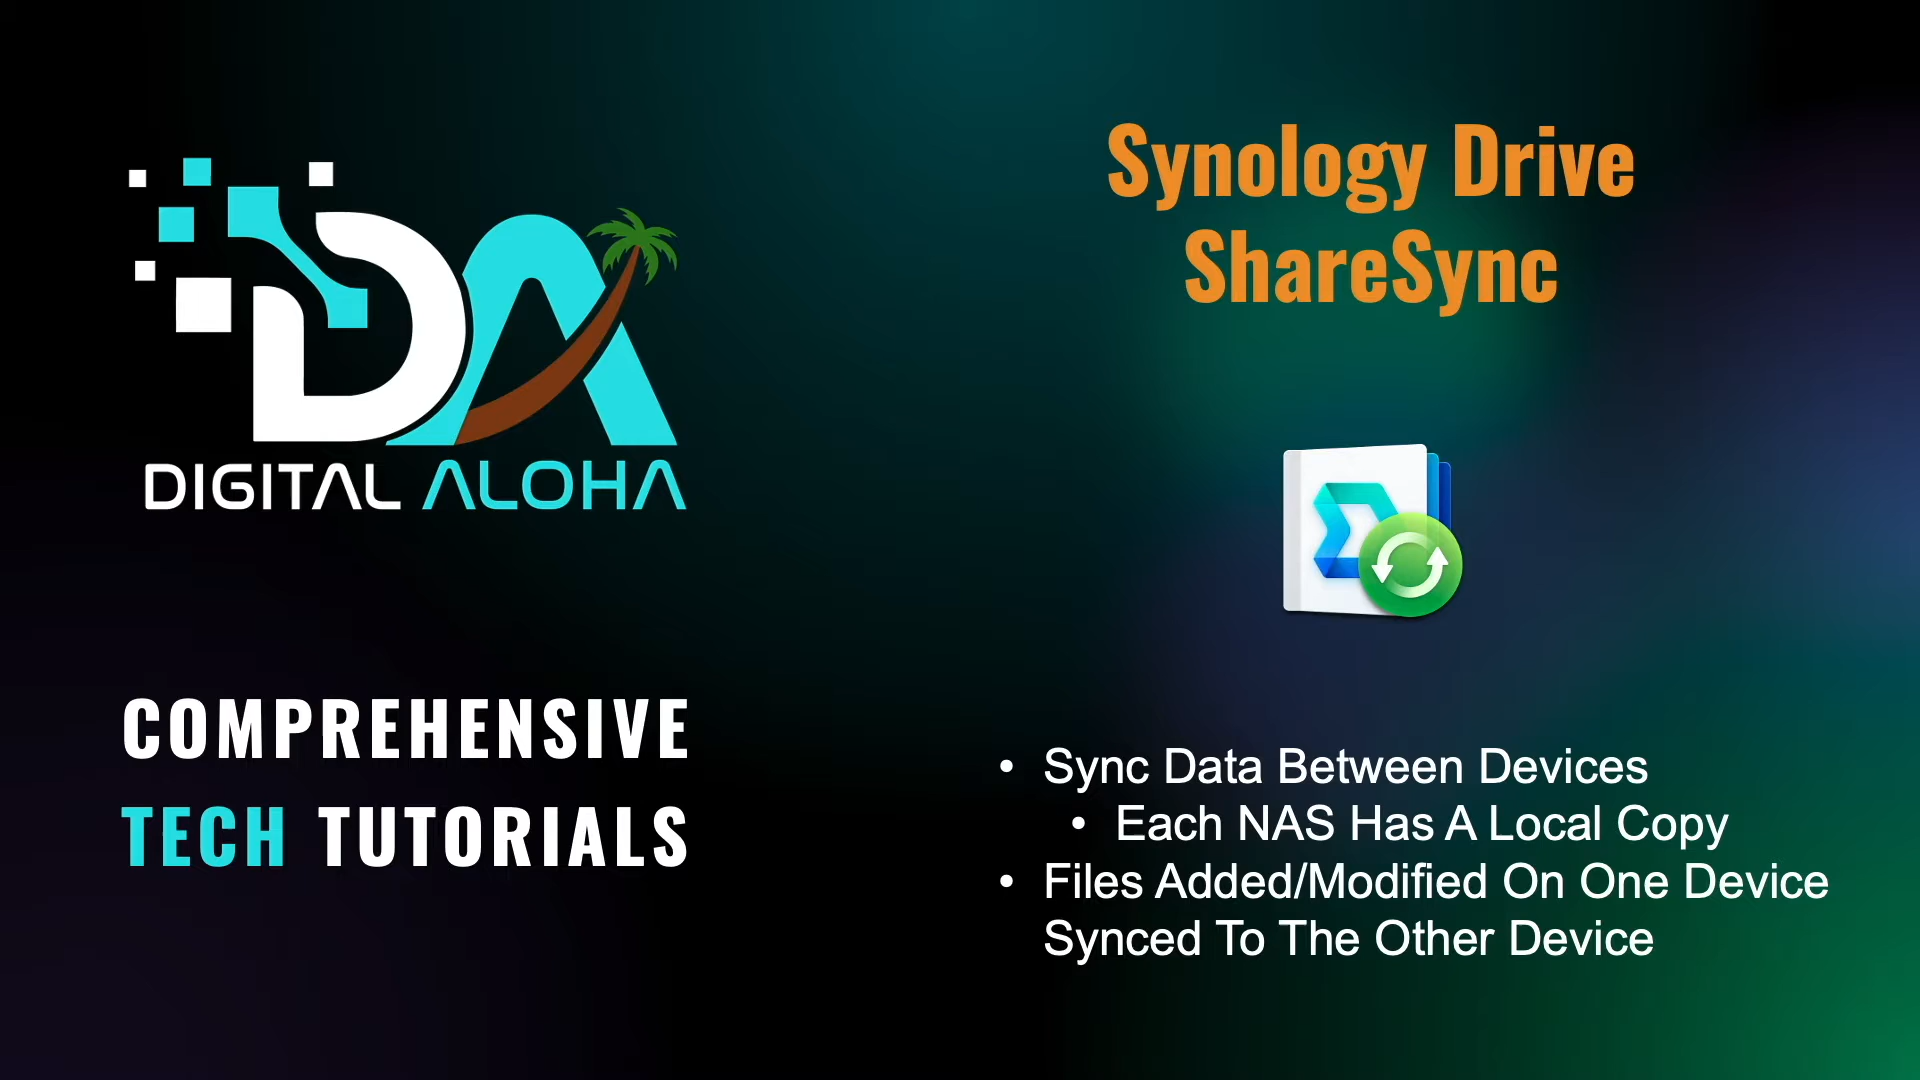 DA
DIGITAL ALOHA
COMPREHENSIVE
TECH TUTORIALS
Synology Drive
ShareSync
• Sync Data Between Devices
• Each NAS Has A Local Copy
• Files Added/Modified On One Device
Synced To The Other Device